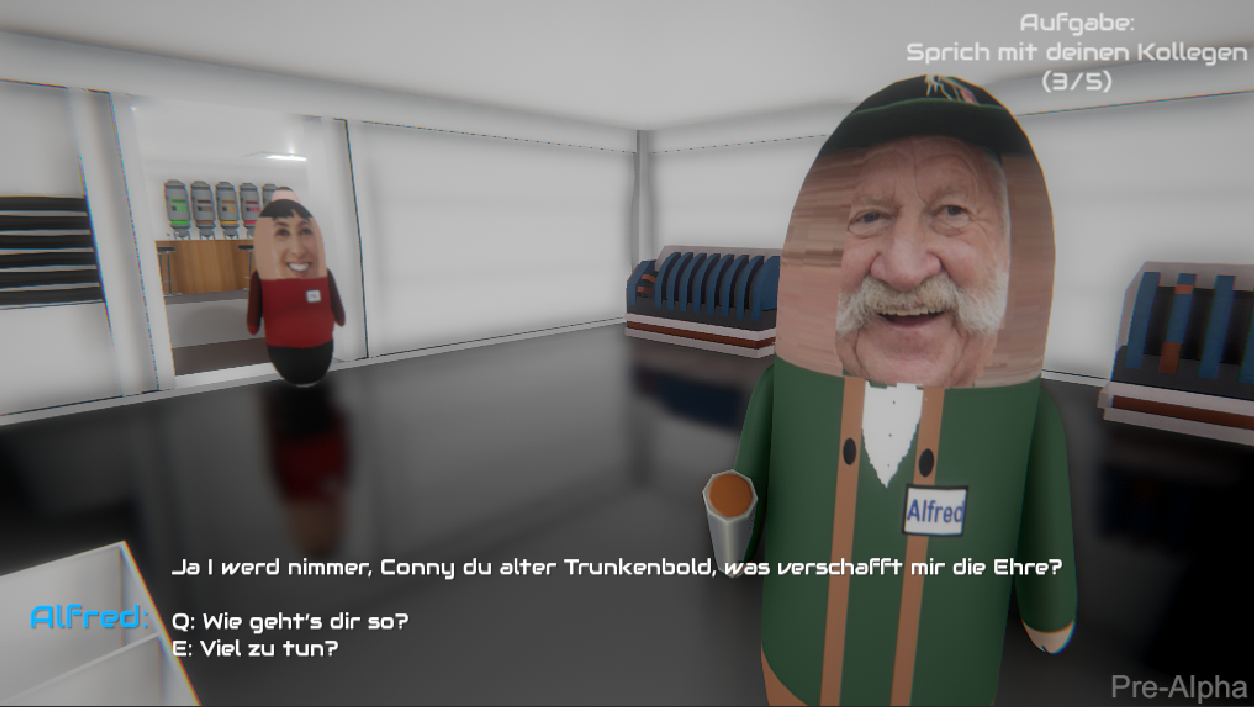 Aufgabe:
Sprich mit deinen Kollegen
(3/5)
Alfred
Ja I werd nimmer, Conny du alter Trunkenbold, was verschafft mir die Ehre?
Alfred:
Q: Wie geht's dir so?
E: Viel zu tun?
Pre-Alpha